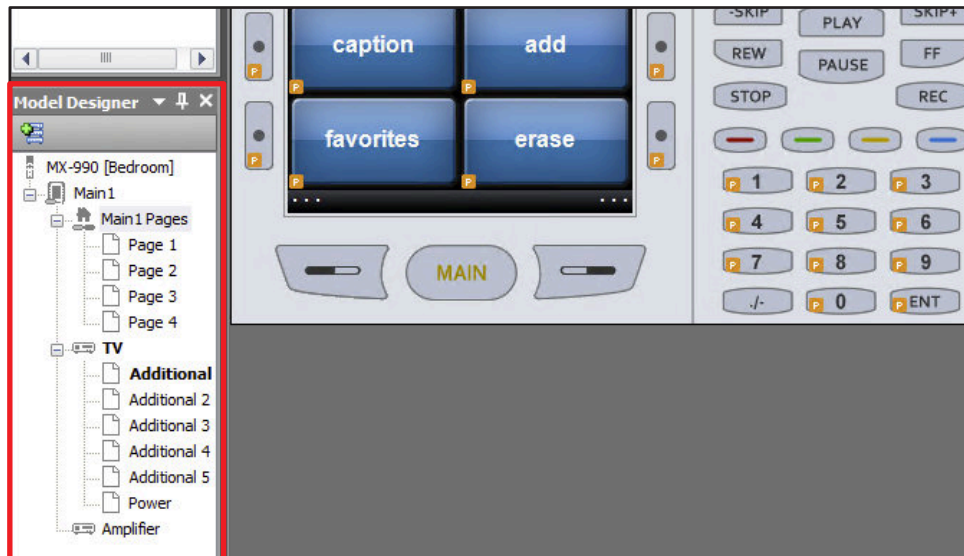 Model Designer
MX-990 [Bedroom]
Main1
Main1 Pages
Page 1
Page 2
Page 3
Page 4
TV
Additional
Additional 2
Additional 3
Additional 4
Additional 5
Power
Amplifier
caption add
P P
P P
favorites erase
P P
P P
... ...
MAIN
-SKIP PLAY SKIP+
REW PAUSE FF
STOP REC
P 1 P 2 P 3
P 4 P 5 P 6
P 7 P 8 P 9
./- P 0 P ENT